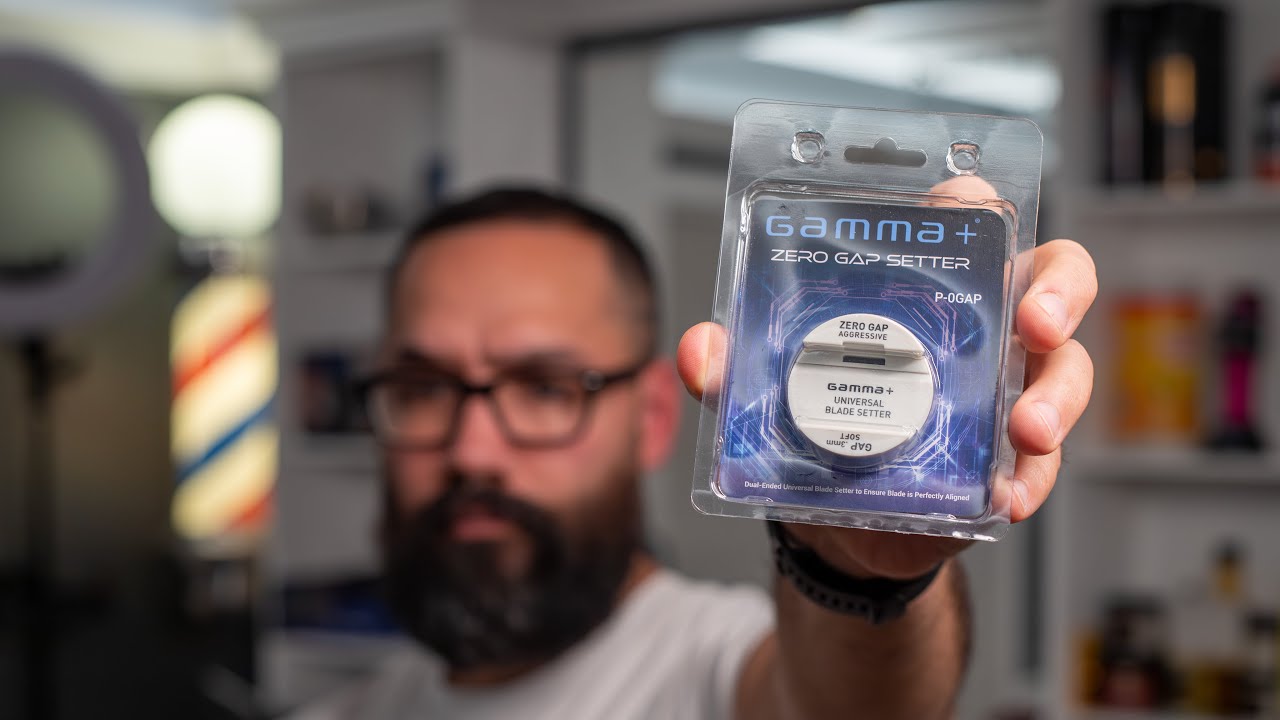 Gamma+
ZERO GAP SETTER
P-0GAP
ZERO GAP
AGGRESSIVE
Gamma+
UNIVERSAL
BLADE SETTER
GAP .3mm
SOFT
Dual-Ended Universal Blade Setter to Ensure Blade is Perfectly Aligned